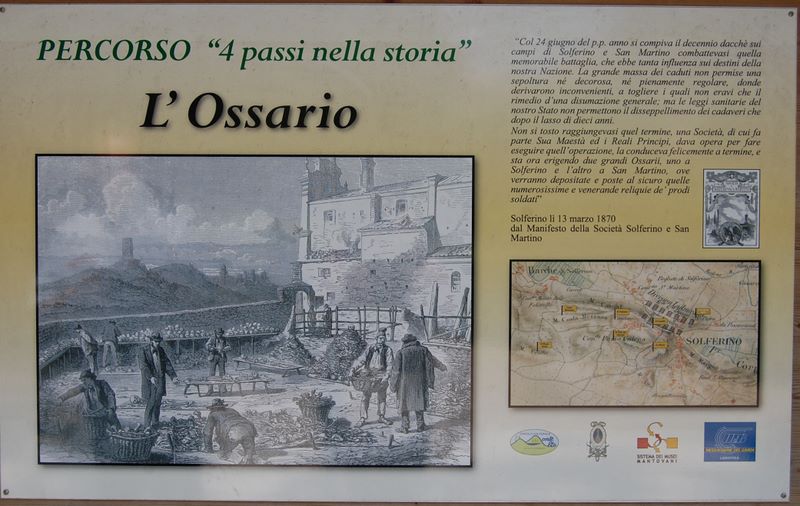 PERCORSO “4 passi nella storia”
L’Ossario
“Col 24 giugno del p.p. anno si compiva il decennio dacchè sui
campi di Solferino e San Martino combattevasi quella
memorabile battaglia, che ebbe tanta influenza sui destini della
nostra Nazione. La grande massa dei caduti non permise una
sepoltura né decorosa, né pienamente regolare, donde
derivarono inconvenienti, a togliere i quali non eravi che il
rimedio d’una disumazione generale; ma le leggi sanitarie del
nostro Stato non permettono il disseppellimento dei cadaveri che
dopo il lasso di dieci anni.
Non si tosto raggiungevasi quel termine, una Società, di cui fa
parte Sua Maestà ed i Reali Principi, dava opera per fare
eseguire quell’operazione, la conduceva felicemente a termine, e
sta ora erigendo due grandi Ossarii, uno a
Solferino e l’altro a San Martino, ove
verranno depositate e poste al sicuro quelle
numerosissime e venerande reliquie de’ prodi
soldati”
Solferino lì 13 marzo 1870
dal Manifesto della Società Solferino e San
Martino
Barche di Solferino
SOLFERINO
SISTEMA DEI MUSEI
MANTOVANI